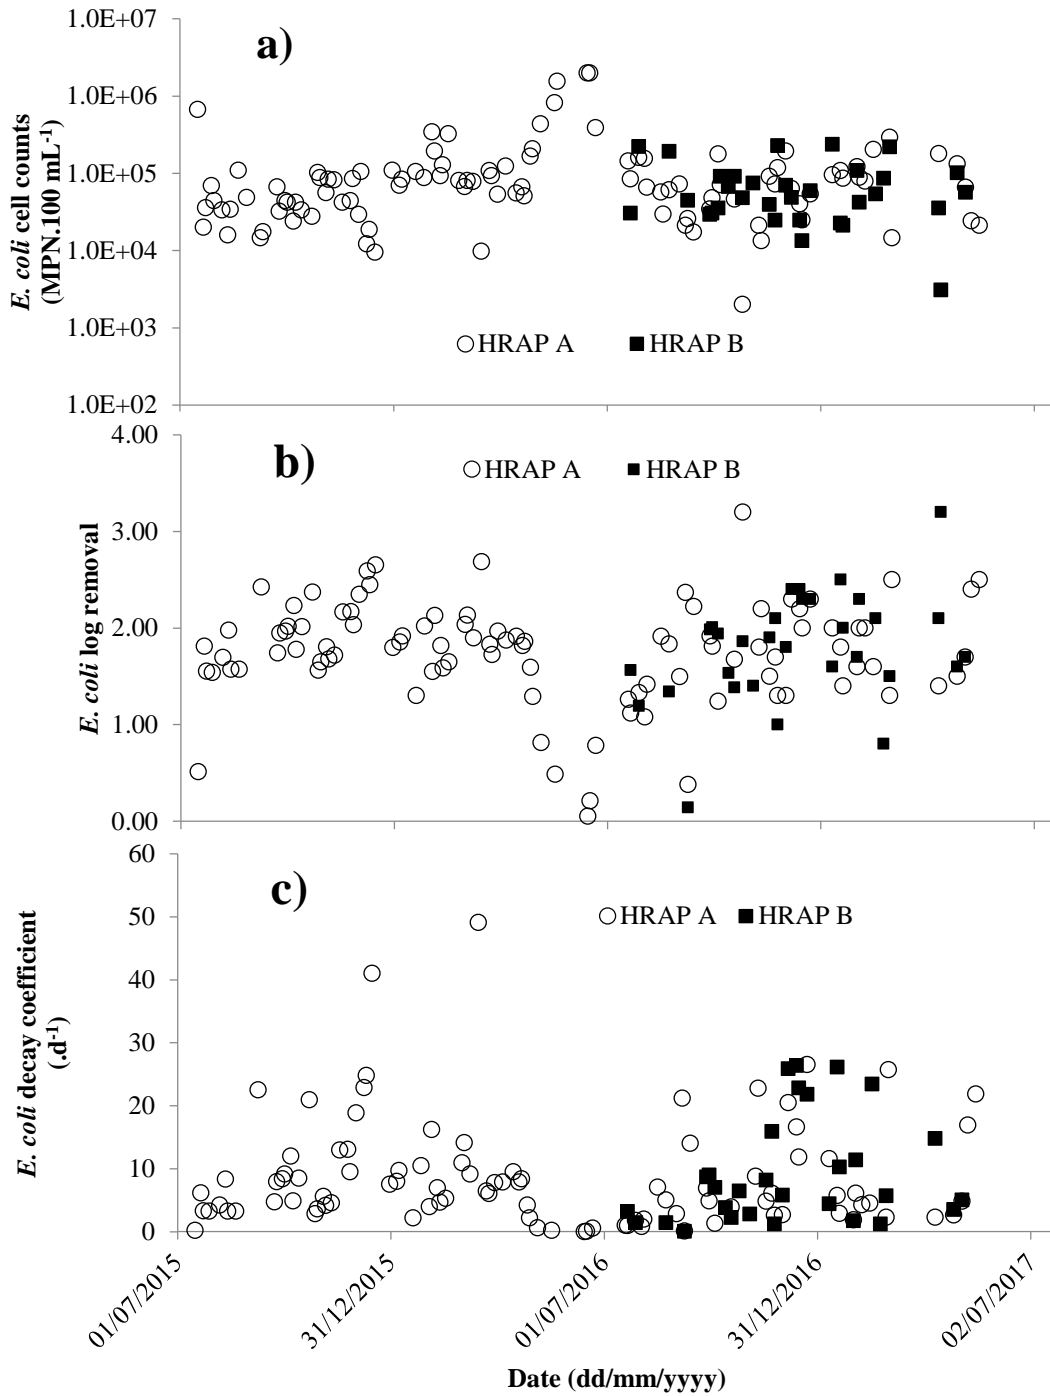 a)
1.0E+07
1.0E+06
1.0E+05
1.0E+04
1.0E+03
1.0E+02
E. coli cell counts
(MPN.100 mL-1)
HRAP A
HRAP B
b)
4.00
3.00
2.00
1.00
0.00
E. coli log removal
HRAP A
HRAP B
c)
60
50
40
30
20
10
0
E. coli decay coefficient
(.d-1)
HRAP A
HRAP B
01/07/2015
31/12/2015
01/07/2016
31/12/2016
02/07/2017
Date (dd/mm/yyyy)